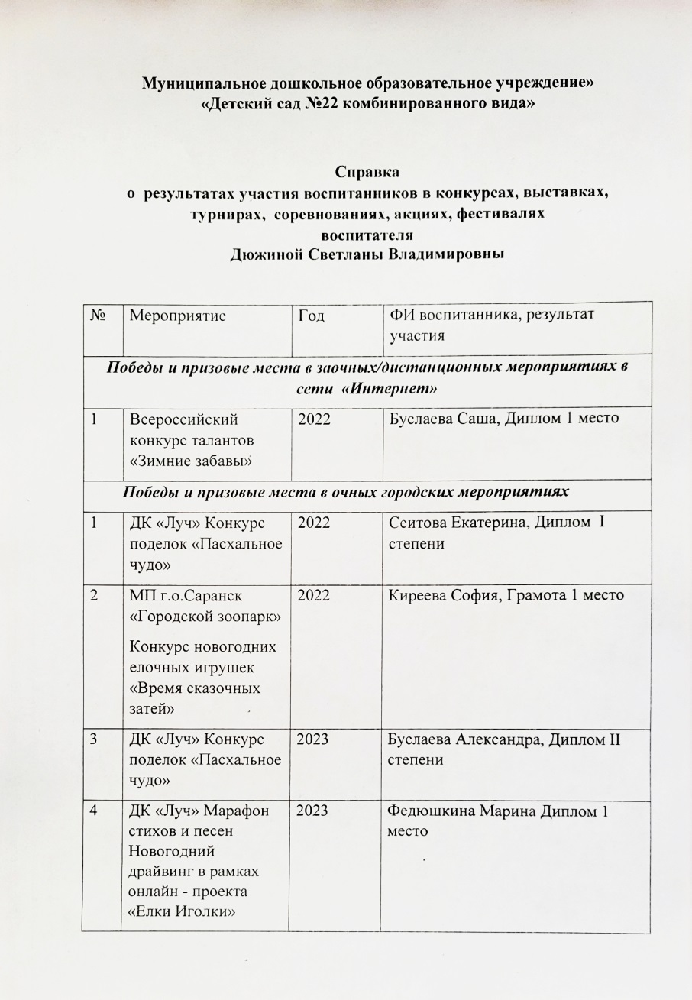 Муниципальное дошкольное образовательное учреждение»
«Детский сад №22 комбинированного вида»
Справка
о результатах участия воспитанников в конкурсах, выставках,
турнирах, соревнованиях, акциях, фестивалях
воспитателя
Дюжиной Светланы Владимировны
№ Мероприятие Год ФИ воспитанника, результат
участия
Победы и призовые места в заочных/дистанционных мероприятиях в
сети «Интернет»
1 Всероссийский 2022 Буслаева Саша, Диплом 1 место
конкурс талантов
«Зимние забавы»
Победы и призовые места в очных городских мероприятиях
1 ДК «Луч» Конкурс 2022 Сеитова Екатерина, Диплом I
поделок «Пасхальное степени
чудо»
2 МП г.о.Саранск 2022 Киреева София, Грамота 1 место
«Городской зоопарк»
Конкурс новогодних
елочных игрушек
«Время сказочных
затей»
3 ДК «Луч» Конкурс 2023 Буслаева Александра, Диплом II
поделок «Пасхальное степени
чудо»
4 ДК «Луч» Марафон 2023 Федюшкина Марина Диплом 1
стихов и песен место
Новогодний
драйвинг в рамках
онлайн - проекта
«Елки Иголки»